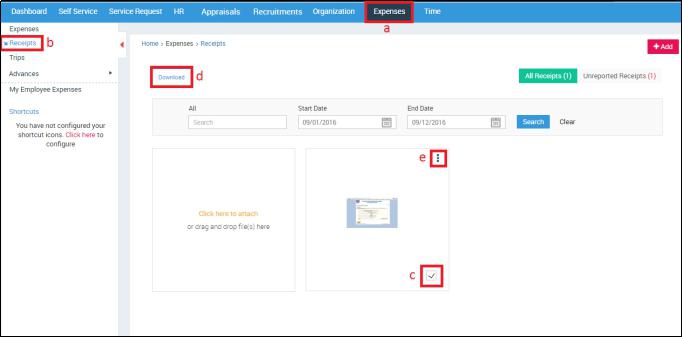 Dashboard Self Service Service Request HR Appraisals Recruitments Organization Expenses Time
a
Expenses
Receipts b
Trips
Advances
My Employee Expenses
Shortcuts
You have not configured your
shortcut icons. Click here to
configure
Home > Expenses > Receipts
+ Add
Download d
All Receipts (1) Unreported Receipts (1)
All Start Date End Date
Search 09/01/2016 09/12/2016 Search Clear
e
Click here to attach
or drag and drop file(s) here
c